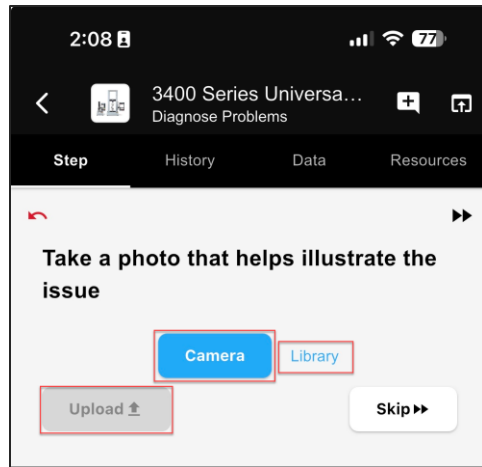 2:08
77
3400 Series Universa...
Diagnose Problems
Step History Data Resources
Take a photo that helps illustrate the
issue
Camera Library
Upload Skip